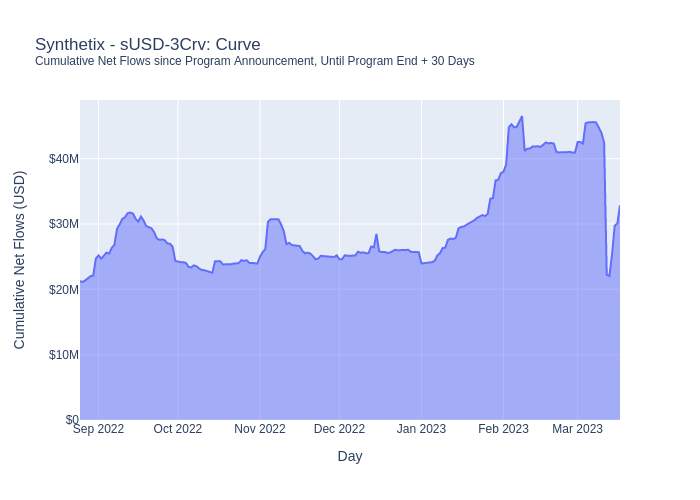 Synthetix - sUSD-3Crv: Curve
Cumulative Net Flows since Program Announcement, Until Program End + 30 Days
Cumulative Net Flows (USD)
$40M
$30M
$20M
$10M
$0
Sep 2022 Oct 2022 Nov 2022 Dec 2022 Jan 2023 Feb 2023 Mar 2023
Day